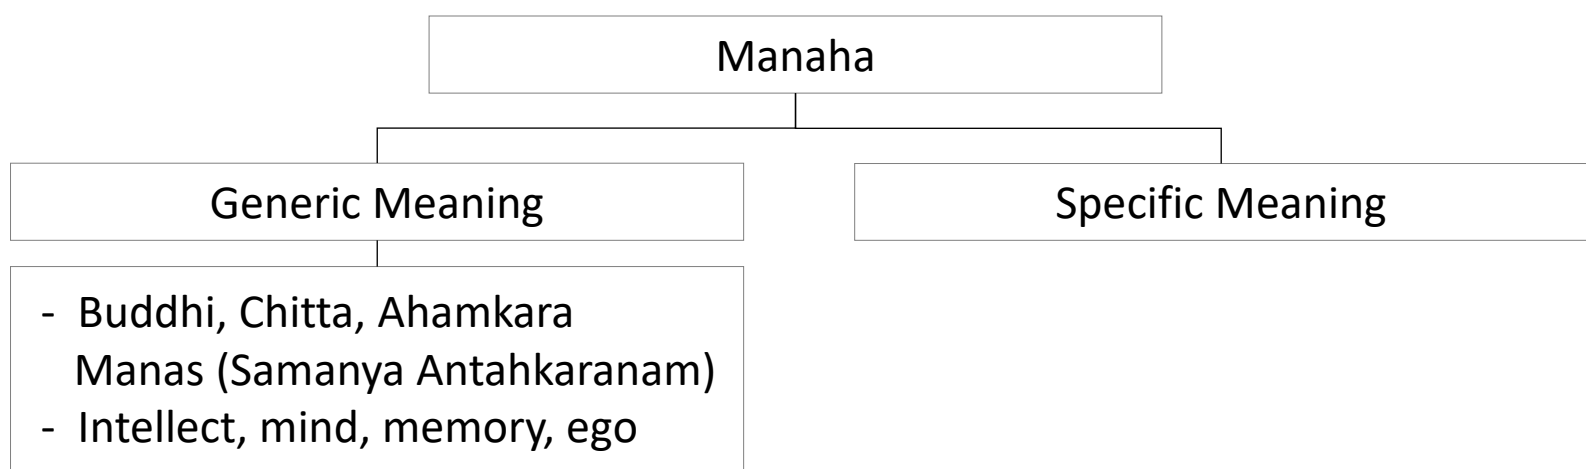 Manaha
Generic Meaning
Specific Meaning
- Buddhi, Chitta, Ahamkara
Manas (Samanya Antahkaranam)
- Intellect, mind, memory, ego